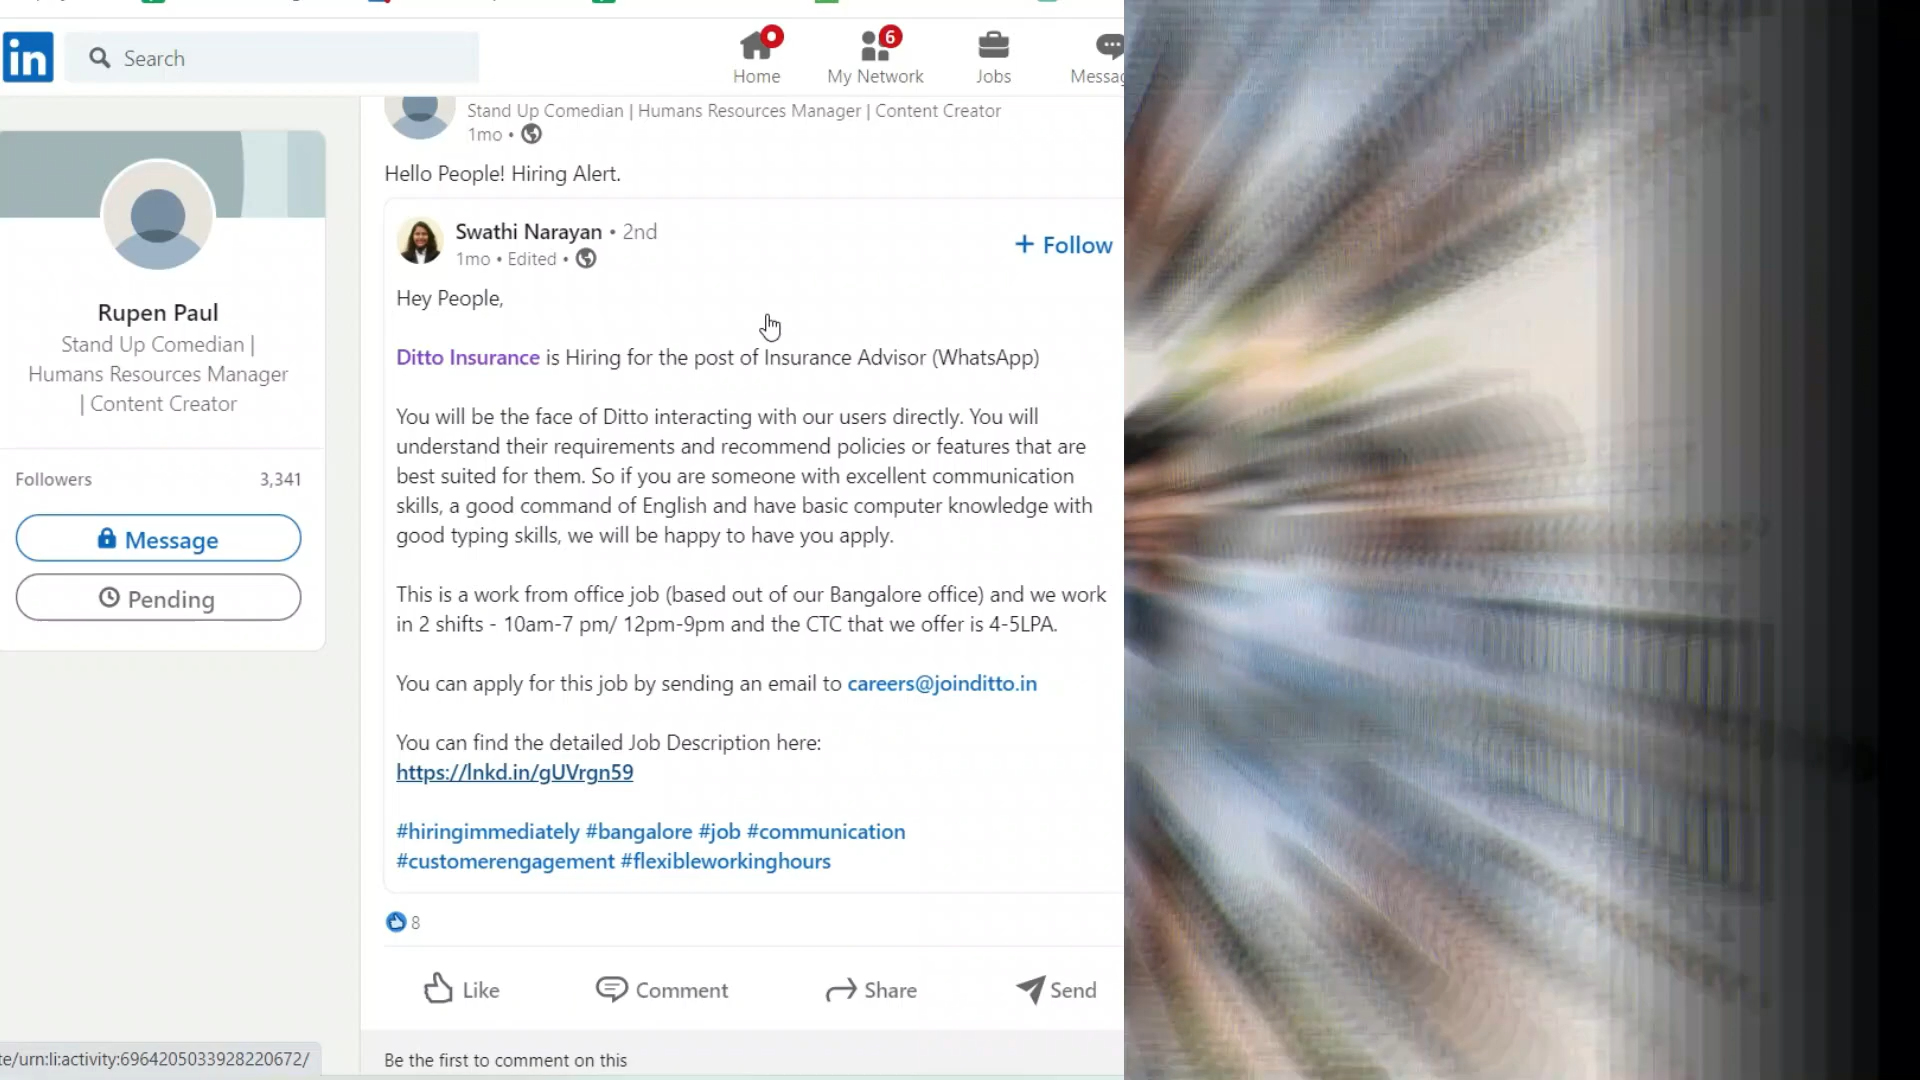 in
Search
Home
6
My Network
Jobs
Messag
Stand Up Comedian | Humans Resources Manager | Content Creator
1mo •
Hello People! Hiring Alert.
Swathi Narayan • 2nd
1mo • Edited •
+ Follow
Hey People,
Ditto Insurance is Hiring for the post of Insurance Advisor (WhatsApp)
You will be the face of Ditto interacting with our users directly. You will
understand their requirements and recommend policies or features that are
best suited for them. So if you are someone with excellent communication
skills, a good command of English and have basic computer knowledge with
good typing skills, we will be happy to have you apply.
This is a work from office job (based out of our Bangalore office) and we work
in 2 shifts - 10am-7 pm/ 12pm-9pm and the CTC that we offer is 4-5LPA.
You can apply for this job by sending an email to careers@joinditto.in
You can find the detailed Job Description here:
https://lnkd.in/gUVrgn59
#hiringimmediately #bangalore #job #communication
#customerengagement #flexibleworkinghours
8
Like
Comment
Share
Send
Be the first to comment on this
Rupen Paul
Stand Up Comedian |
Humans Resources Manager
| Content Creator
Followers 3,341
Message
Pending
te/urn:li:activity:6964205033928220672/